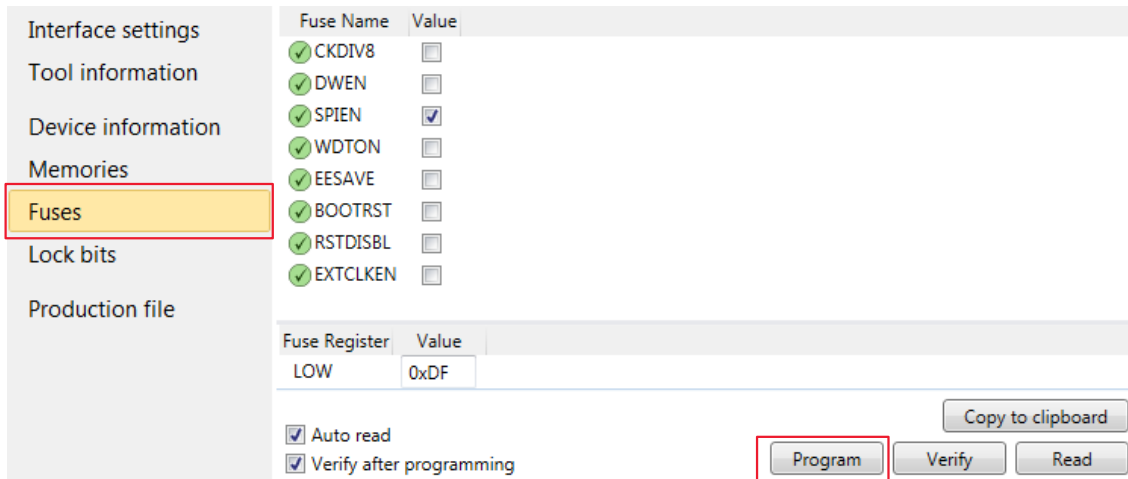 Interface settings
Tool information
Device information
Memories
Fuses
Lock bits
Production file
Fuse Name Value
CKDIV8
DWEN
SPIEN
WDTON
EESAVE
BOOTRST
RSTDISBL
EXTCLKEN
Fuse Register Value
LOW 0xDF
Copy to clipboard
Auto read
Verify after programming
Program Verify Read